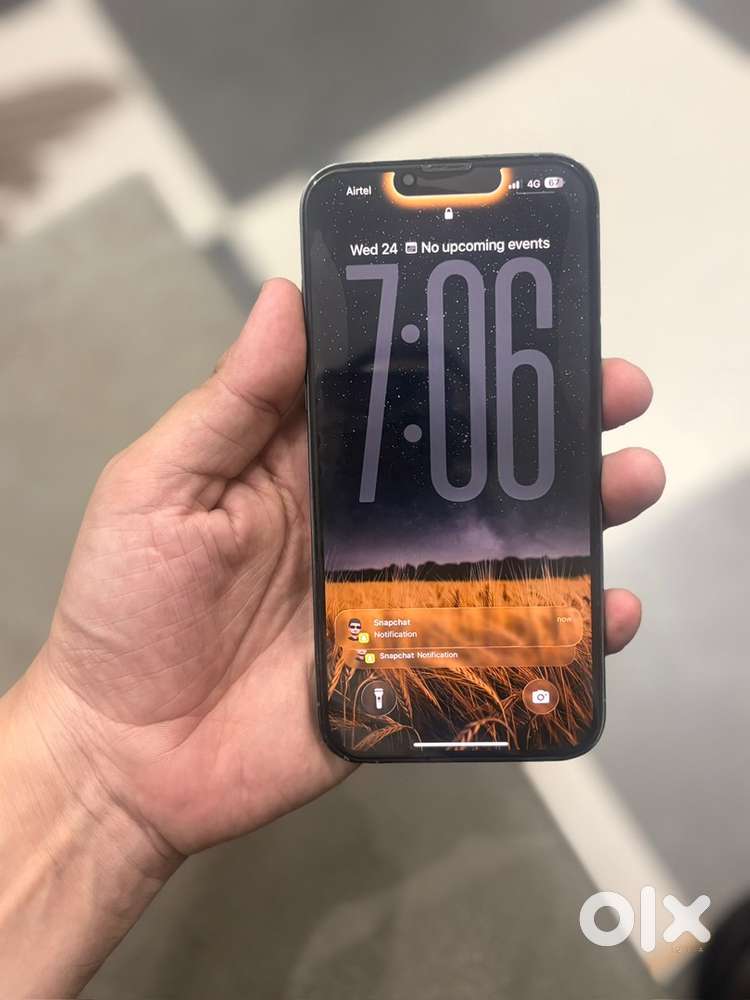 Airtel
4G 67
Wed 24 No upcoming events
7:06
Snapchat now
Notification
Snapchat Notification
olx